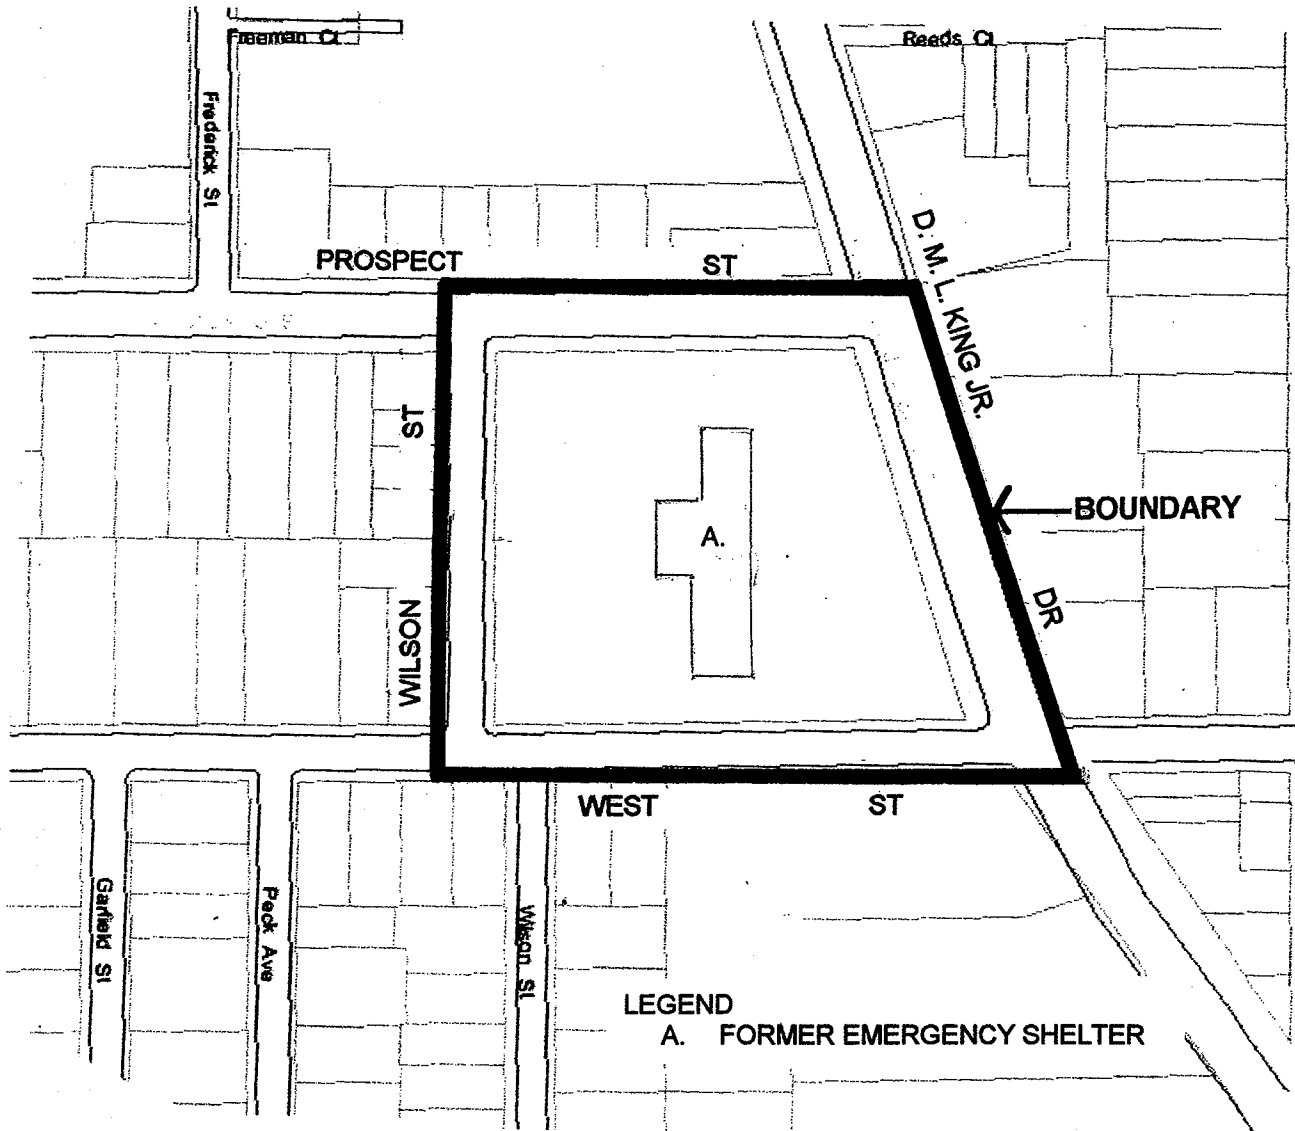 Freeman Ct
Reeds Ct
Frederick St
PROSPECT ST
D. M. L. KING JR. DR
WILSON ST
BOUNDARY
A.
WEST ST
Garfield St
Peck Ave
Wilson St
LEGEND
A. FORMER EMERGENCY SHELTER